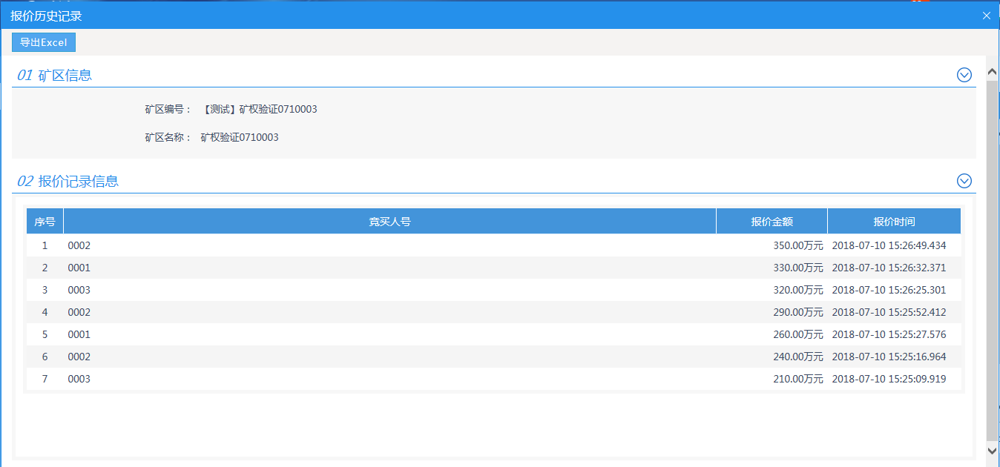 报价历史记录
导出Excel
01 矿区信息
矿区编号： 【测试】矿权验证0710003
矿区名称： 矿权验证0710003
02 报价记录信息
序号 竞买人号 报价金额 报价时间
1 0002 350.00万元 2018-07-10 15:26:49.434
2 0001 330.00万元 2018-07-10 15:26:32.371
3 0003 320.00万元 2018-07-10 15:26:25.301
4 0002 290.00万元 2018-07-10 15:25:52.412
5 0001 260.00万元 2018-07-10 15:25:27.576
6 0002 240.00万元 2018-07-10 15:25:16.964
7 0003 210.00万元 2018-07-10 15:25:09.919